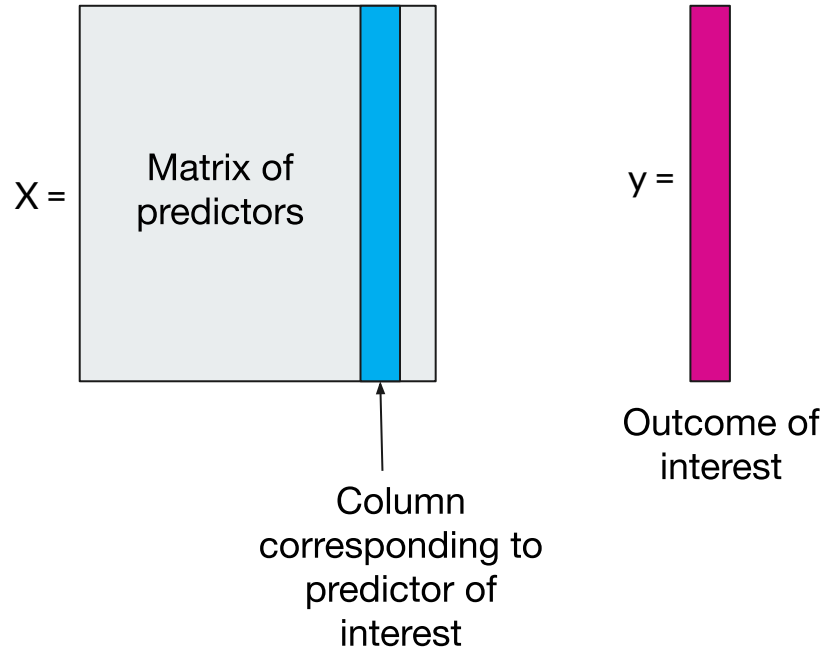 X =
Matrix of
predictors
y =
Outcome of
interest
Column
corresponding to
predictor of
interest